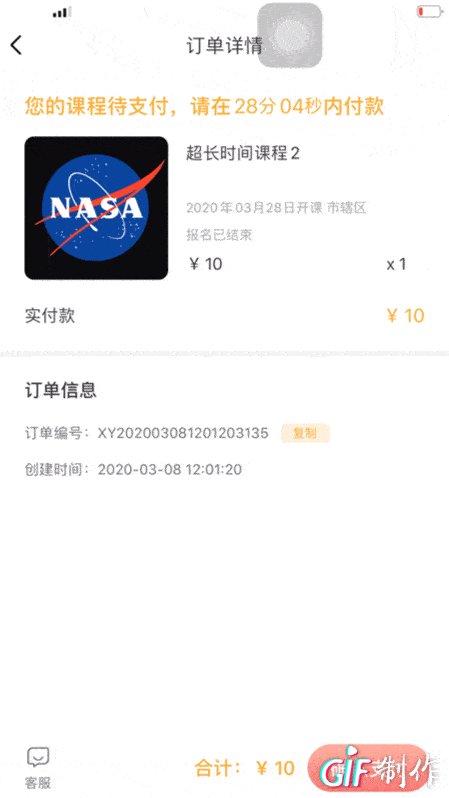 订单详情
您的课程待支付，请在28分04秒内付款
NASA
超长时间课程2
2020年03月28日开课 市辖区
报名已结束
¥ 10 x 1
实付款 ¥ 10
订单信息
订单编号：XY202003081201203135 复制
创建时间：2020-03-08 12:01:20
客服
合计： ¥ 10
GIF制作